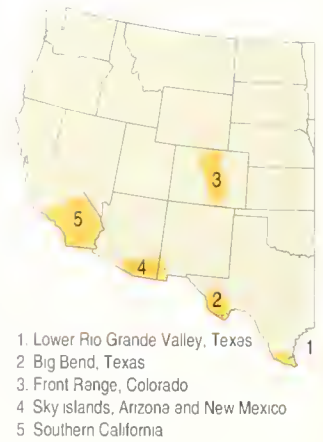 5
3
4
2
1
1. Lower Rio Grande Valley, Texas
2 Big Bend, Texas
3. Front Range, Colorado
4 Sky islands, Arizona and New Mexico
5 Southern California